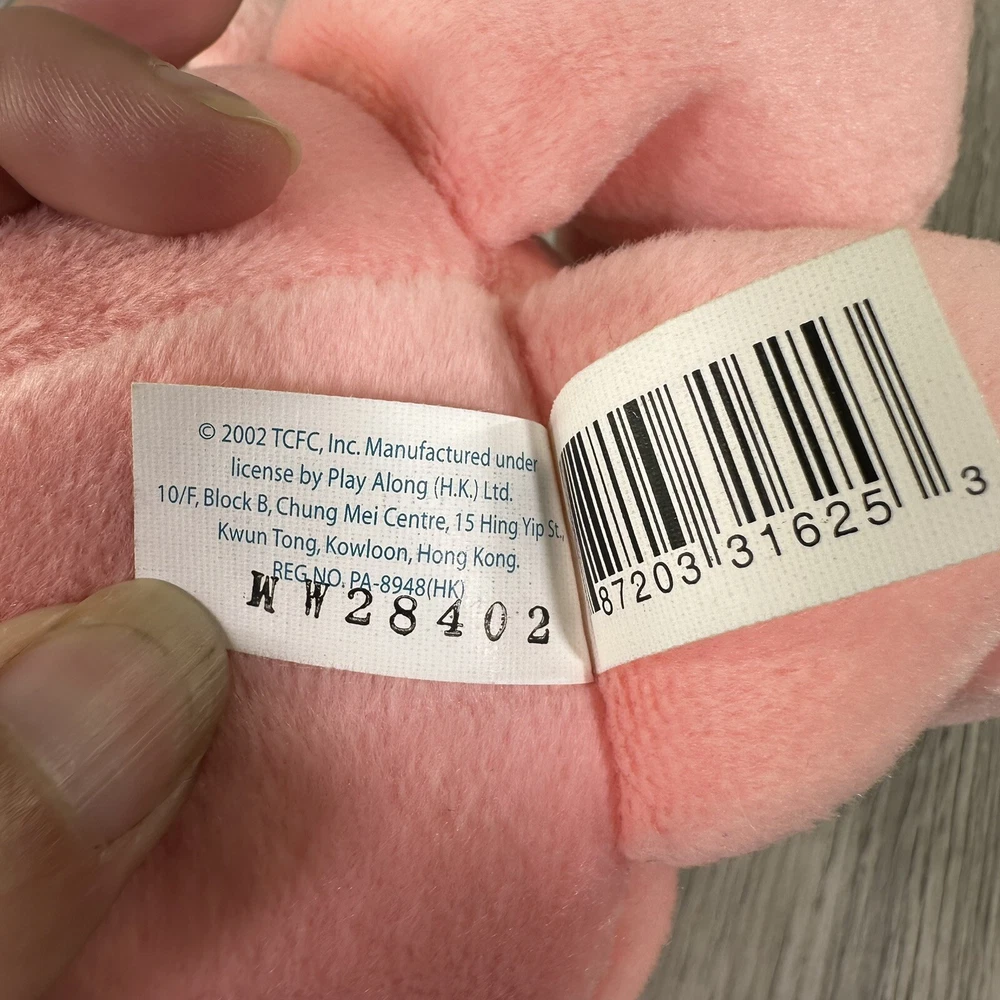 © 2002 TCFC, Inc. Manufactured under
license by Play Along (H.K.) Ltd.
10/F, Block B, Chung Mei Centre, 15 Hing Yip St.,
Kwun Tong, Kowloon, Hong Kong.
REG.NO. PA-8948(HK)
WW28402
87203 31625 3